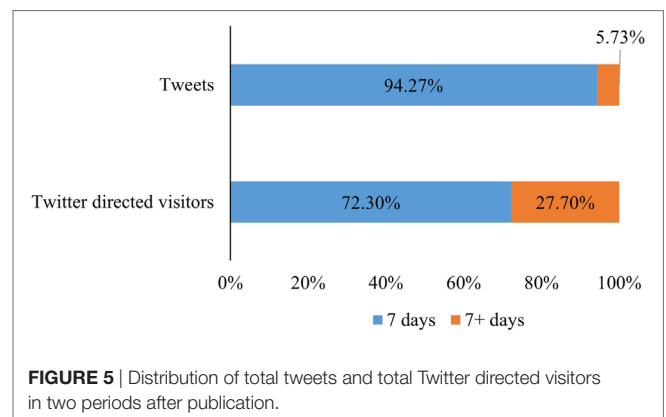 5.73%
Tweets
94.27%
Twitter directed visitors
72.30%
27.70%
0% 20% 40% 60% 80% 100%
7 days 7+ days
FIGURE 5 | Distribution of total tweets and total Twitter directed visitors
in two periods after publication.